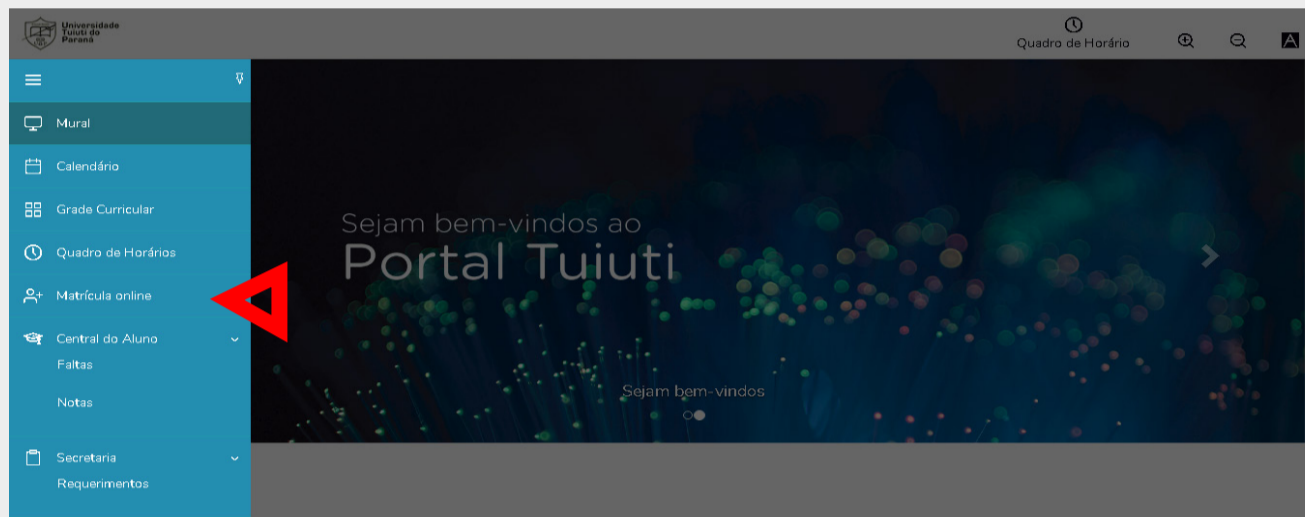 Universidade
Tuiuti do
Paraná
Quadro de Horário
A
Mural
Calendário
Grade Curricular
Quadro de Horários
Matrícula online
Central do Aluno
Faltas
Notas
Secretaria
Requerimentos
Sejam bem-vindos ao
Portal Tuiuti
Sejam bem-vindos